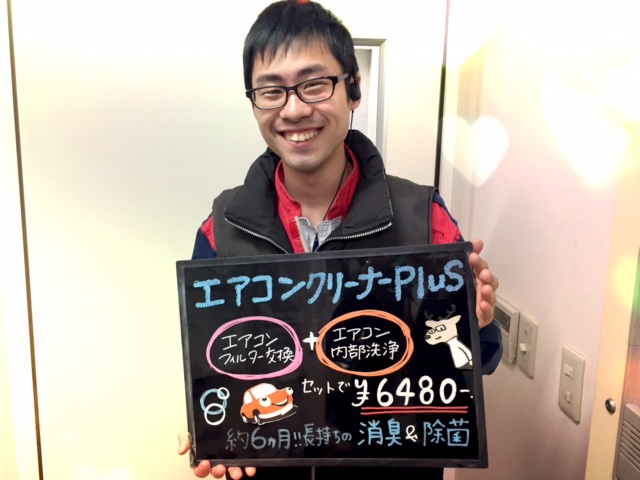 エアコンクリーナーPlus
エアコン
フィルター交換
+
エアコン
内部洗浄
セットで ¥6480-
約6ヵ月!!長持ちの 消臭&除菌